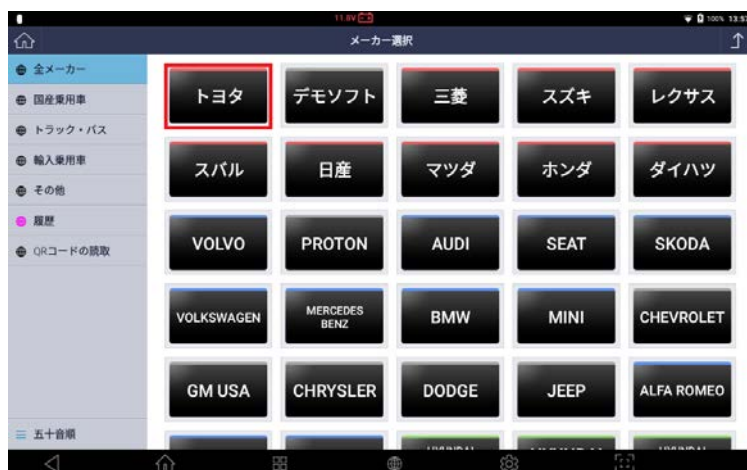 11.8V
100% 13:57
メーカー選択
全メーカー
国産乗用車
トラック・バス
輸入乗用車
その他
履歴
QRコードの読取
五十音順
トヨタ
デモソフト
三菱
スズキ
レクサス
スバル
日産
マツダ
ホンダ
ダイハツ
VOLVO
PROTON
AUDI
SEAT
SKODA
VOLKSWAGEN
MERCEDES
BENZ
BMW
MINI
CHEVROLET
GM USA
CHRYSLER
DODGE
JEEP
ALFA ROMEO